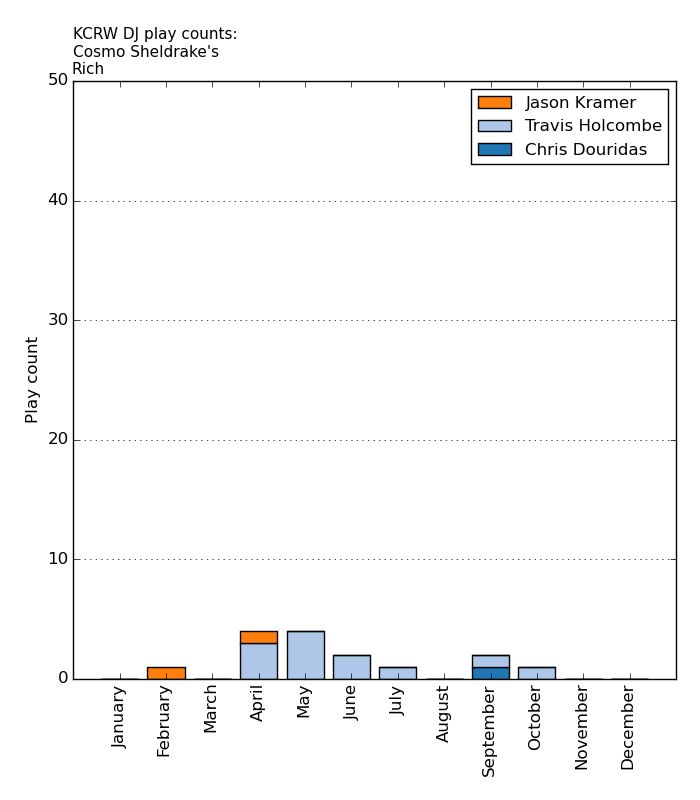 KCRW DJ play counts:
Cosmo Sheldrake's
Rich
Jason Kramer
Travis Holcombe
Chris Douridas
Play count
50
40
30
20
10
0
January
February
March
April
May
June
July
August
September
October
November
December